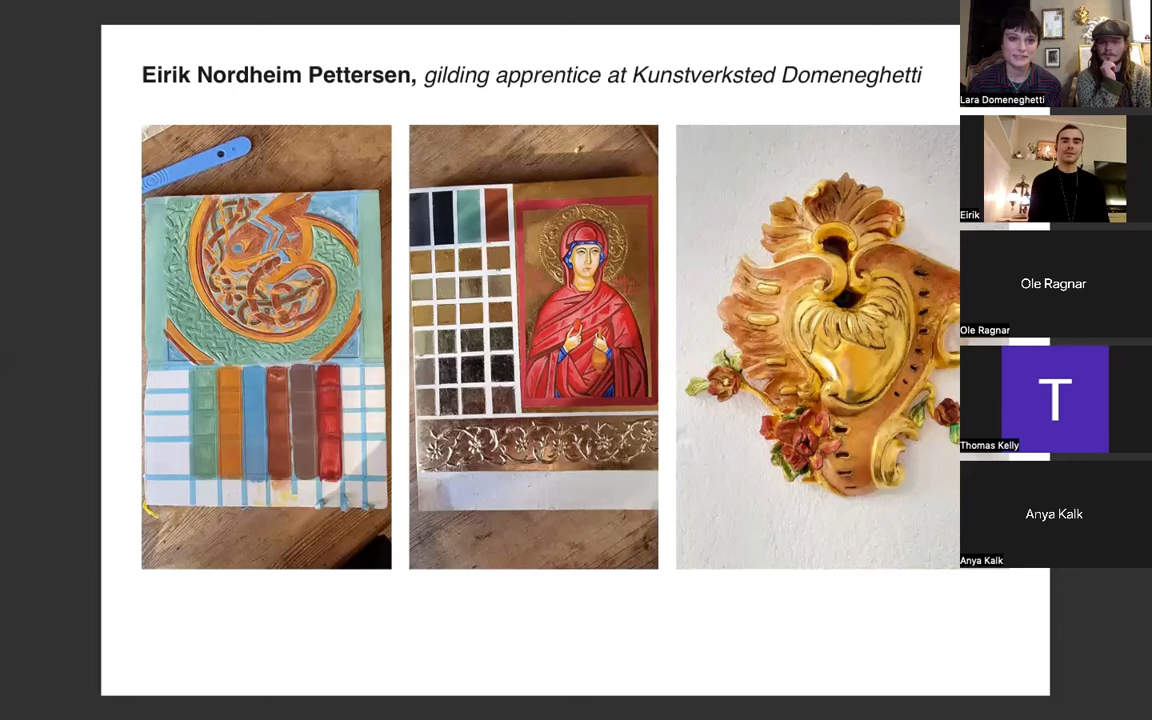 Eirik Nordheim Pettersen, gilding apprentice at Kunstverksted Domeneghetti
Lara Domeneghetti
Eirik
Ole Ragnar
Ole Ragnar
T
Thomas Kelly
Anya Kalk
Anya Kalk